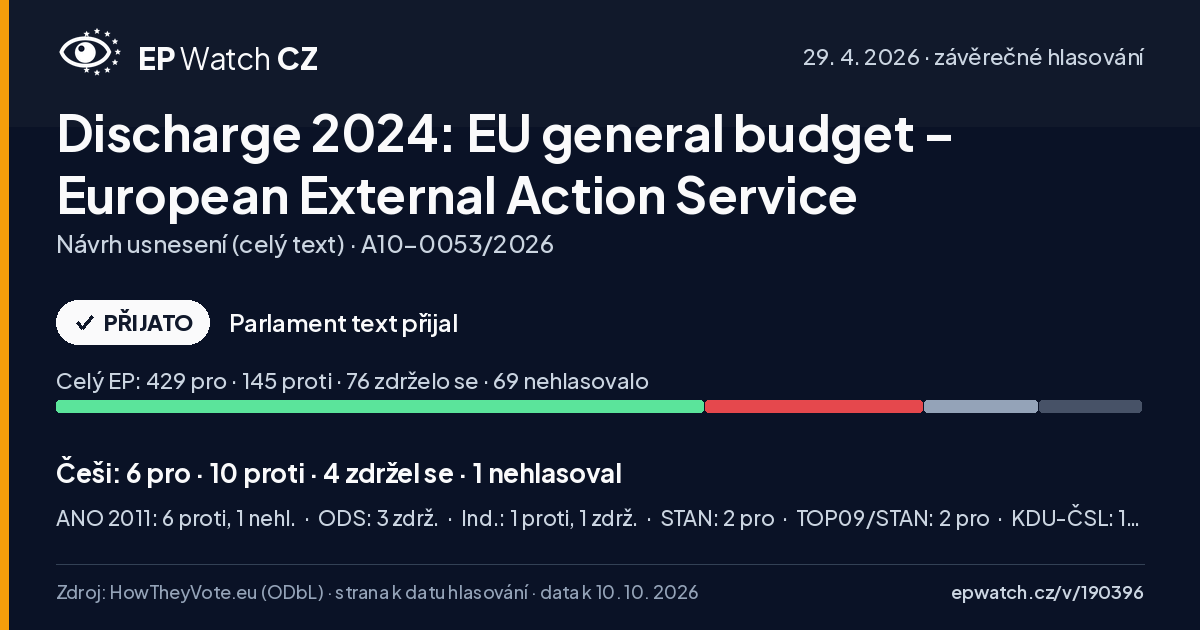 EP Watch CZ
29. 4. 2026 · závěrečné hlasování
Discharge 2024: EU general budget –
European External Action Service
Návrh usnesení (celý text) · A10-0053/2026
✓ PŘIJATO
Parlament text přijal
Celý EP: 429 pro · 145 proti · 76 zdrželo se · 69 nehlasovalo
Češi: 6 pro · 10 proti · 4 zdržel se · 1 nehlasoval
ANO 2011: 6 proti, 1 nehl. · ODS: 3 zdrž. · Ind.: 1 proti, 1 zdrž. · STAN: 2 pro · TOP09/STAN: 2 pro · KDU-ČSL: 1…
Zdroj: HowTheyVote.eu (ODbL) · strana k datu hlasování · data k 10. 10. 2026
epwatch.cz/v/190396